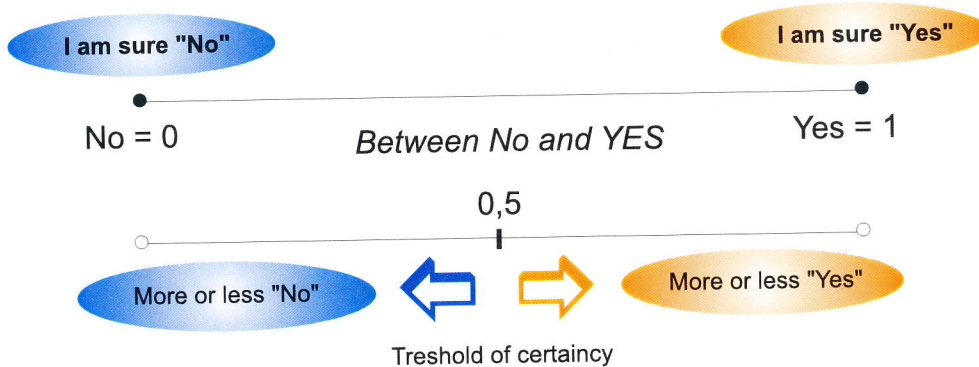 I am sure "No"
I am sure "Yes"
No = 0
Between No and YES
Yes = 1
0,5
More or less "No"
More or less "Yes"
Treshold of certaincy